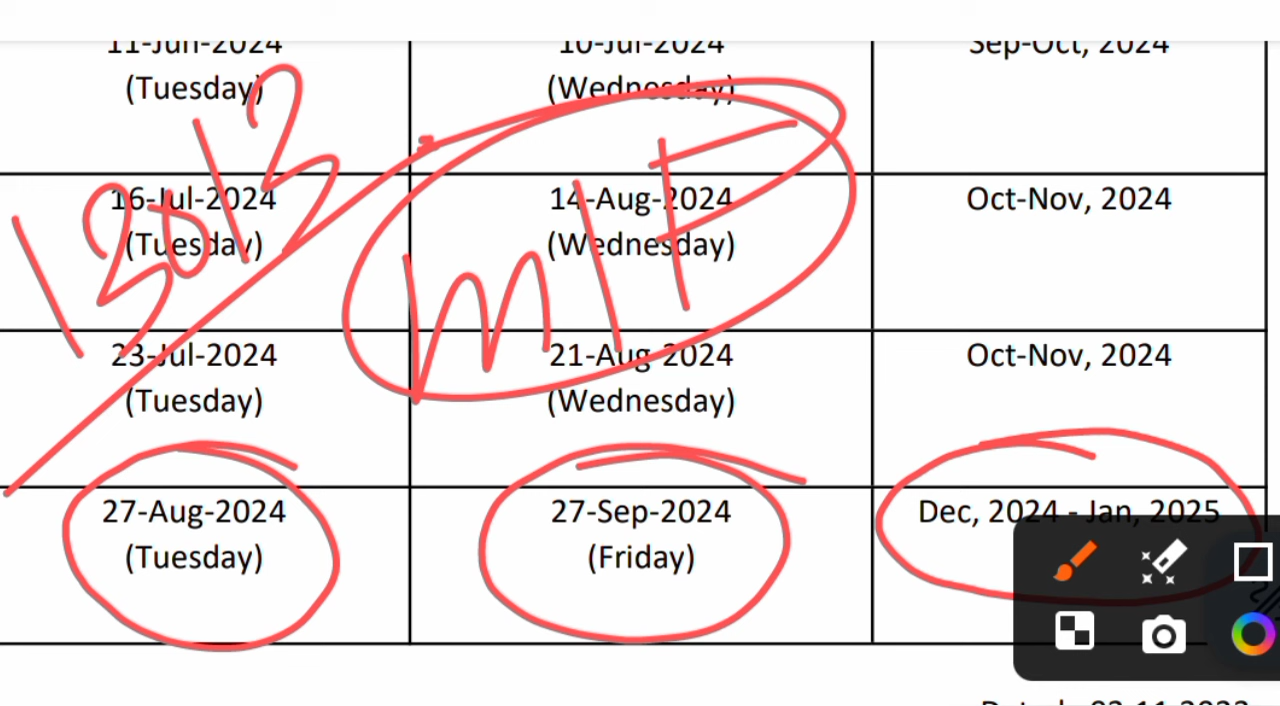 11-Jun-2024
(Tuesday)
10-Jul-2024
(Wednesday)
Sep-Oct, 2024
16-Jul-2024
(Tuesday)
14-Aug-2024
(Wednesday)
Oct-Nov, 2024
23-Jul-2024
(Tuesday)
21-Aug-2024
(Wednesday)
Oct-Nov, 2024
27-Aug-2024
(Tuesday)
27-Sep-2024
(Friday)
Dec, 2024 - Jan, 2025